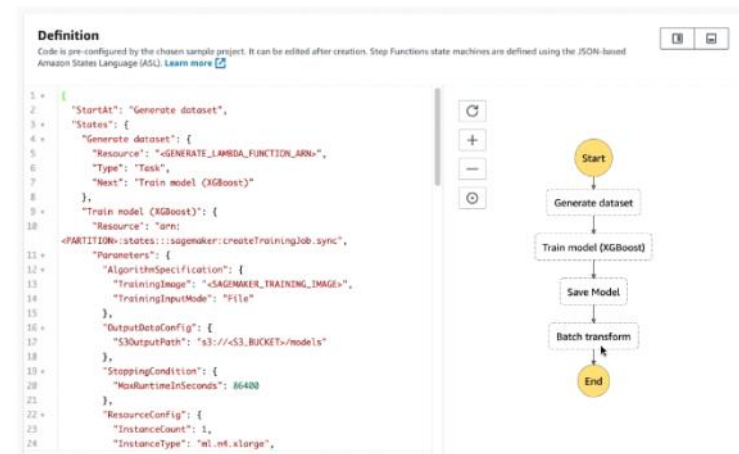 Definition
Code is pre-configured by the chosen sample project. It can be edited after creation. Step Functions state machines are defined using the JSON-based
Amazon States Language (ASL). Learn more
1 {
2 "StartAt": "Generate dataset",
3 "States": {
4 "Generate dataset": {
5 "Resource": "<GENERATE_LAMBDA_FUNCTION_ARN>",
6 "Type": "Task",
7 "Next": "Train model (XGBoost)"
8 },
9 "Train model (XGBoost)": {
10 "Resource": "arn:
<PARTITION>:states:::sagemaker:createTrainingJob.sync",
11 "Parameters": {
12 "AlgorithmSpecification": {
13 "TrainingImage": "<SAGEMAKER_TRAINING_IMAGE>",
14 "TrainingInputMode": "File"
15 },
16 "OutputDataConfig": {
17 "S3OutputPath": "s3://<S3_BUCKET>/models"
18 },
19 "StoppingCondition": {
20 "MaxRuntimeInSeconds": 86400
21 },
22 "ResourceConfig": {
23 "InstanceCount": 1,
24 "InstanceType": "ml.m4.xlarge",
Start
Generate dataset
Train model (XGBoost)
Save Model
Batch transform
End